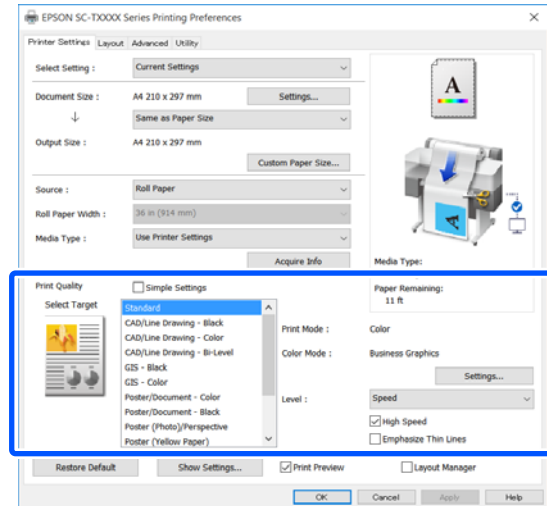 EPSON SC-TXXXX Series Printing Preferences
Printer Settings Layout Advanced Utility
Select Setting : Current Settings
Document Size : A4 210 x 297 mm Settings...
Same as Paper Size
Output Size : A4 210 x 297 mm
Custom Paper Size...
Source : Roll Paper
Roll Paper Width : 36 in (914 mm)
Media Type : Use Printer Settings
Acquire Info
A
Media Type:
Print Quality Simple Settings
Paper Remaining:
11 ft
Select Target
Standard
CAD/Line Drawing - Black
CAD/Line Drawing - Color
CAD/Line Drawing - Bi-Level
GIS - Black
GIS - Color
Poster/Document - Color
Poster/Document - Black
Poster (Photo)/Perspective
Poster (Yellow Paper)
Print Mode : Color
Color Mode : Business Graphics
Settings...
Level : Speed
High Speed
Emphasize Thin Lines
Restore Default Show Settings... Print Preview Layout Manager
OK Cancel Apply Help